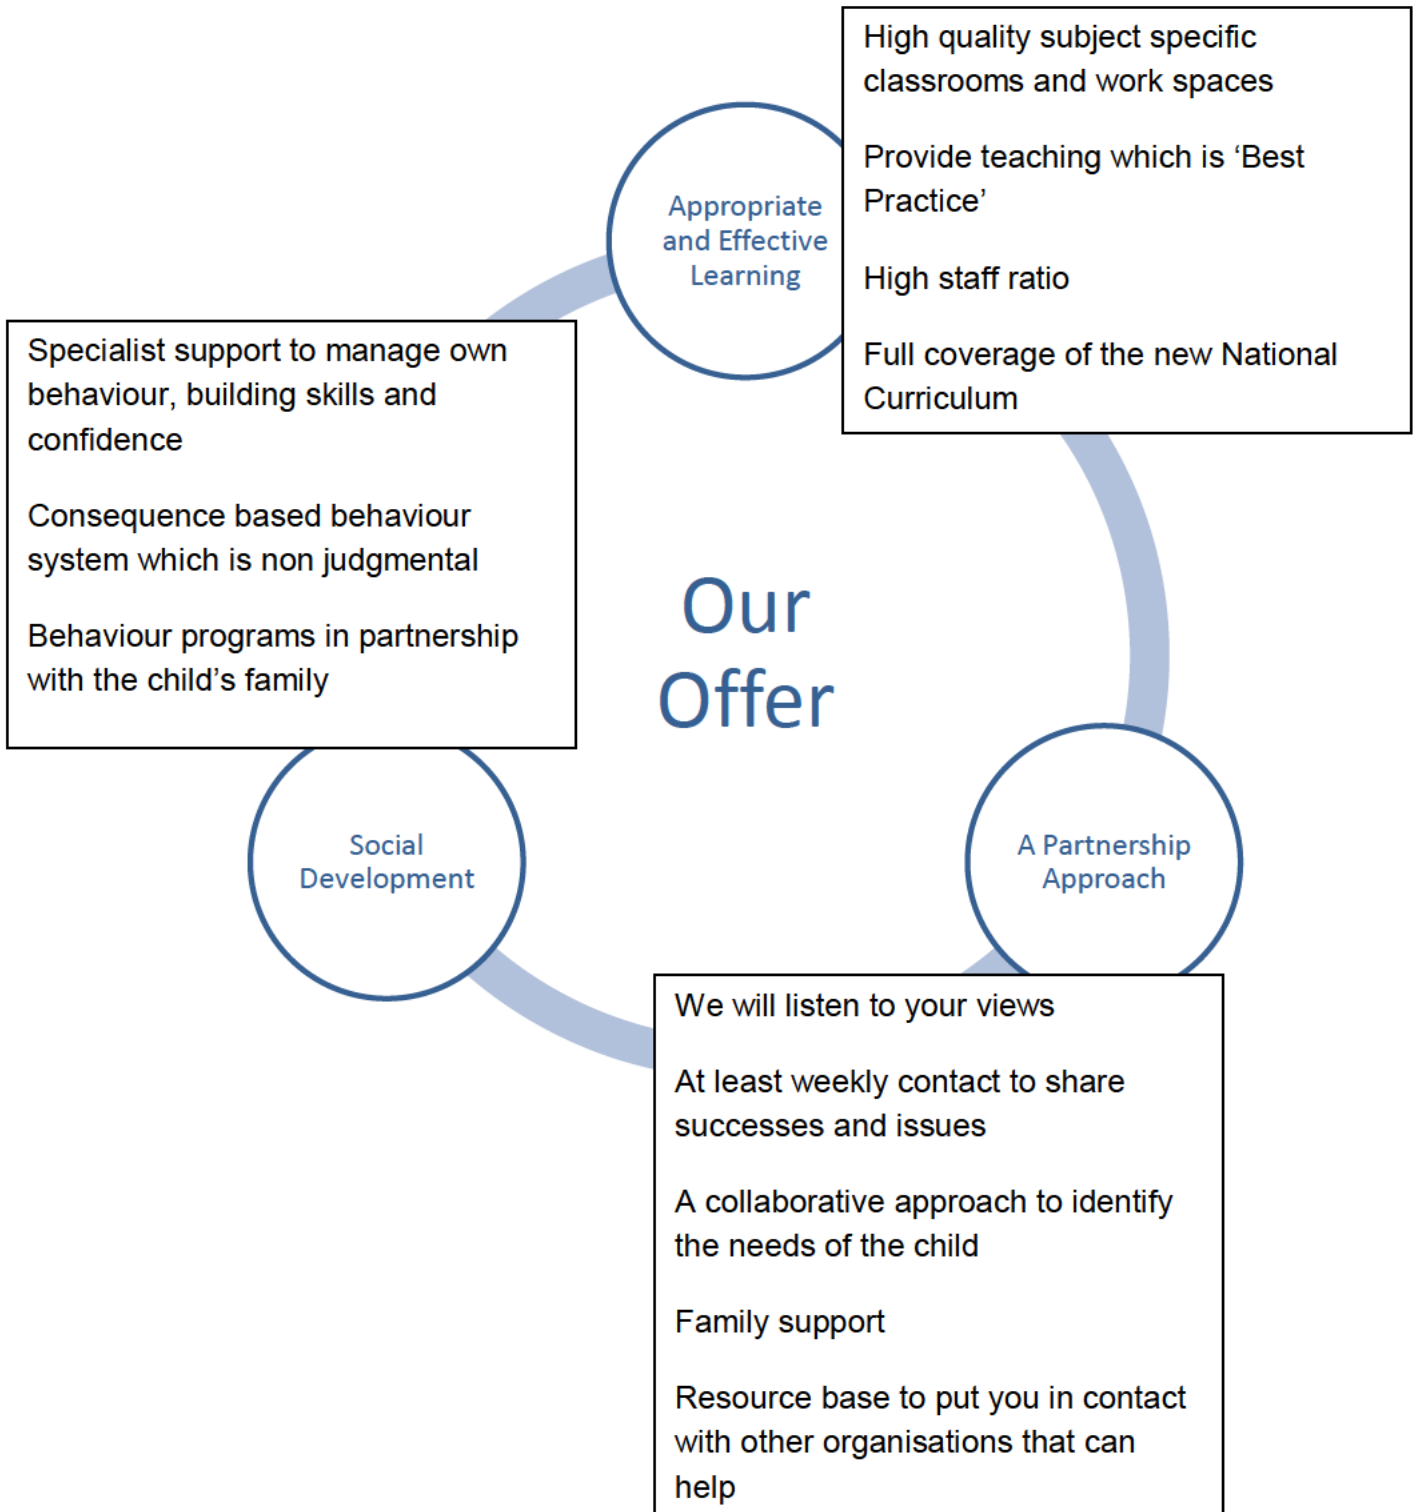 High quality subject specific
classrooms and work spaces
Provide teaching which is ‘Best
Practice’
High staff ratio
Full coverage of the new National
Curriculum
Appropriate
and Effective
Learning
Specialist support to manage own
behaviour, building skills and
confidence
Consequence based behaviour
system which is non judgmental
Behaviour programs in partnership
with the child’s family
Our
Offer
Social
Development
A Partnership
Approach
We will listen to your views
At least weekly contact to share
successes and issues
A collaborative approach to identify
the needs of the child
Family support
Resource base to put you in contact
with other organisations that can
help